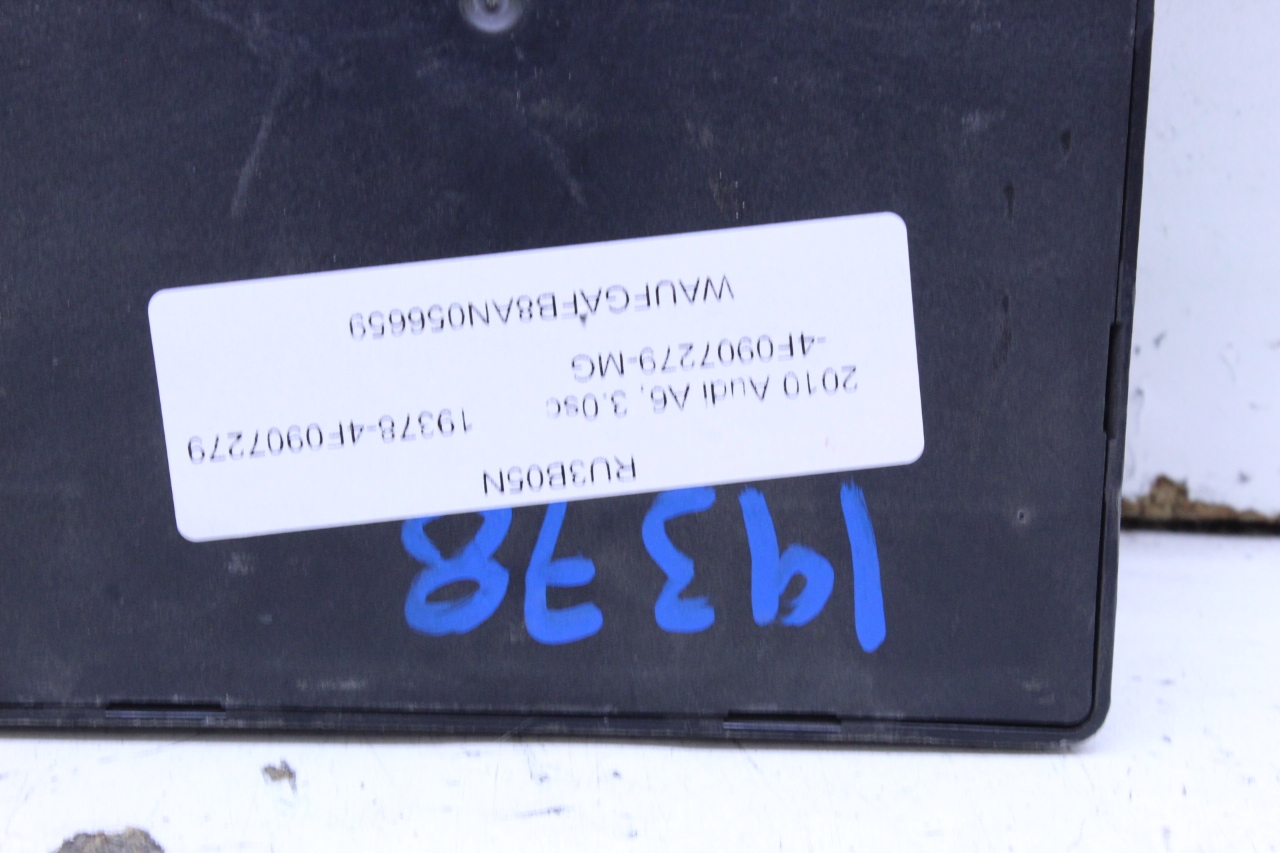 19378
RU3B05N
2010 Audi A6, 3.0sc 19378-4F0907279
-4F0907279-MG
WAUFGAFB8AN056659